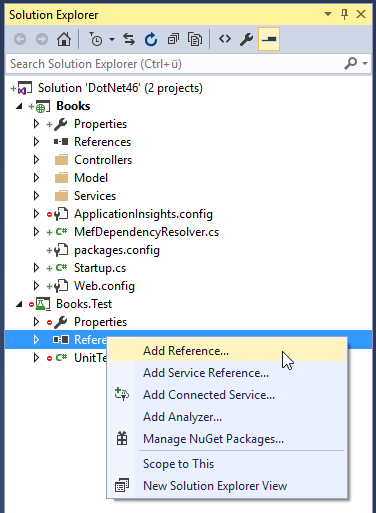 Solution Explorer
Search Solution Explorer (Ctrl+ü)
Solution 'DotNet46' (2 projects)
Books
Properties
References
Controllers
Model
Services
ApplicationInsights.config
C# MefDependencyResolver.cs
packages.config
C# Startup.cs
Web.config
Books.Test
Properties
Refere
C# UnitTe
Add Reference...
Add Service Reference...
Add Connected Service...
Add Analyzer...
Manage NuGet Packages...
Scope to This
New Solution Explorer View